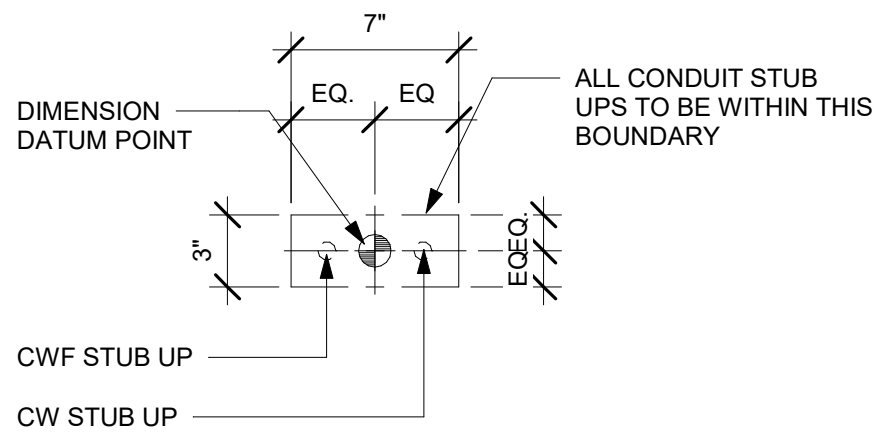 7"
EQ. EQ
DIMENSION
DATUM POINT
ALL CONDUIT STUB
UPS TO BE WITHIN THIS
BOUNDARY
3"
EQ.
EQ.
CWF STUB UP
CW STUB UP